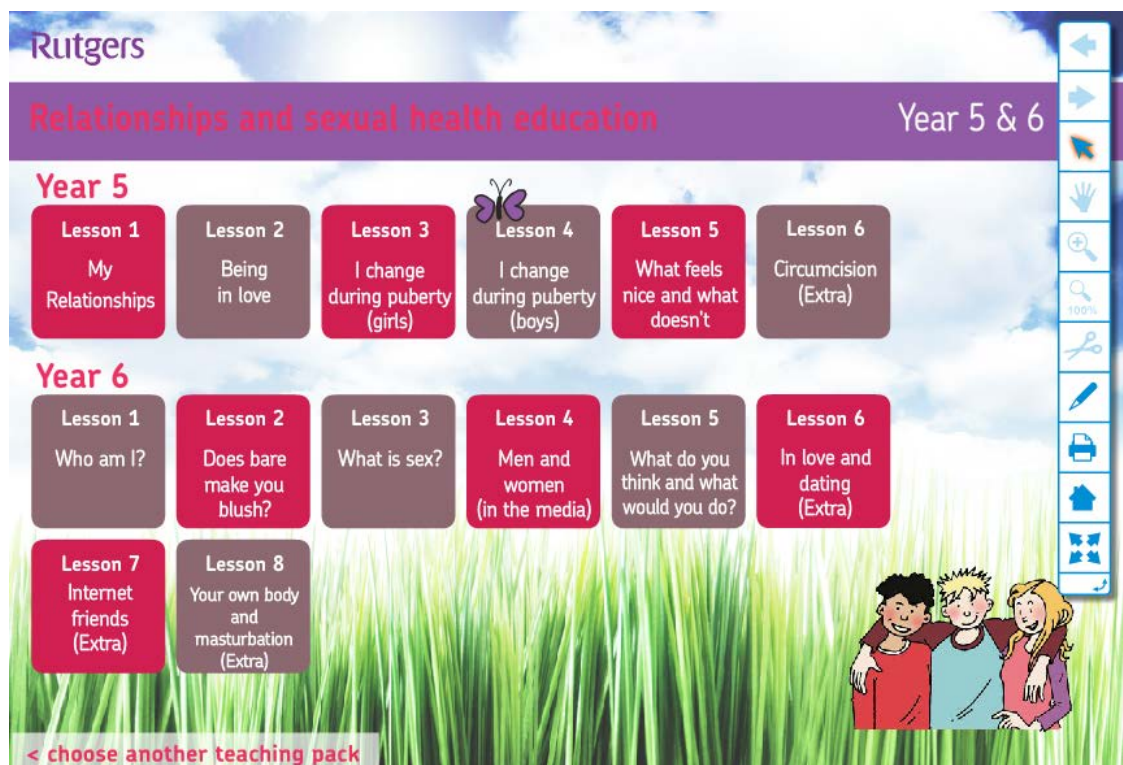 Rutgers
Relationships and sexual health education
Year 5 & 6
Year 5
Lesson 1
My
Relationships
Lesson 2
Being
in love
Lesson 3
I change
during puberty
(girls)
Lesson 4
I change
during puberty
(boys)
Lesson 5
What feels
nice and what
doesn't
Lesson 6
Circumcision
(Extra)
Year 6
Lesson 1
Who am I?
Lesson 2
Does bare
make you
blush?
Lesson 3
What is sex?
Lesson 4
Men and
women
(in the media)
Lesson 5
What do you
think and what
would you do?
Lesson 6
In love and
dating
(Extra)
Lesson 7
Internet
friends
(Extra)
Lesson 8
Your own body
and
masturbation
(Extra)
< choose another teaching pack
100%